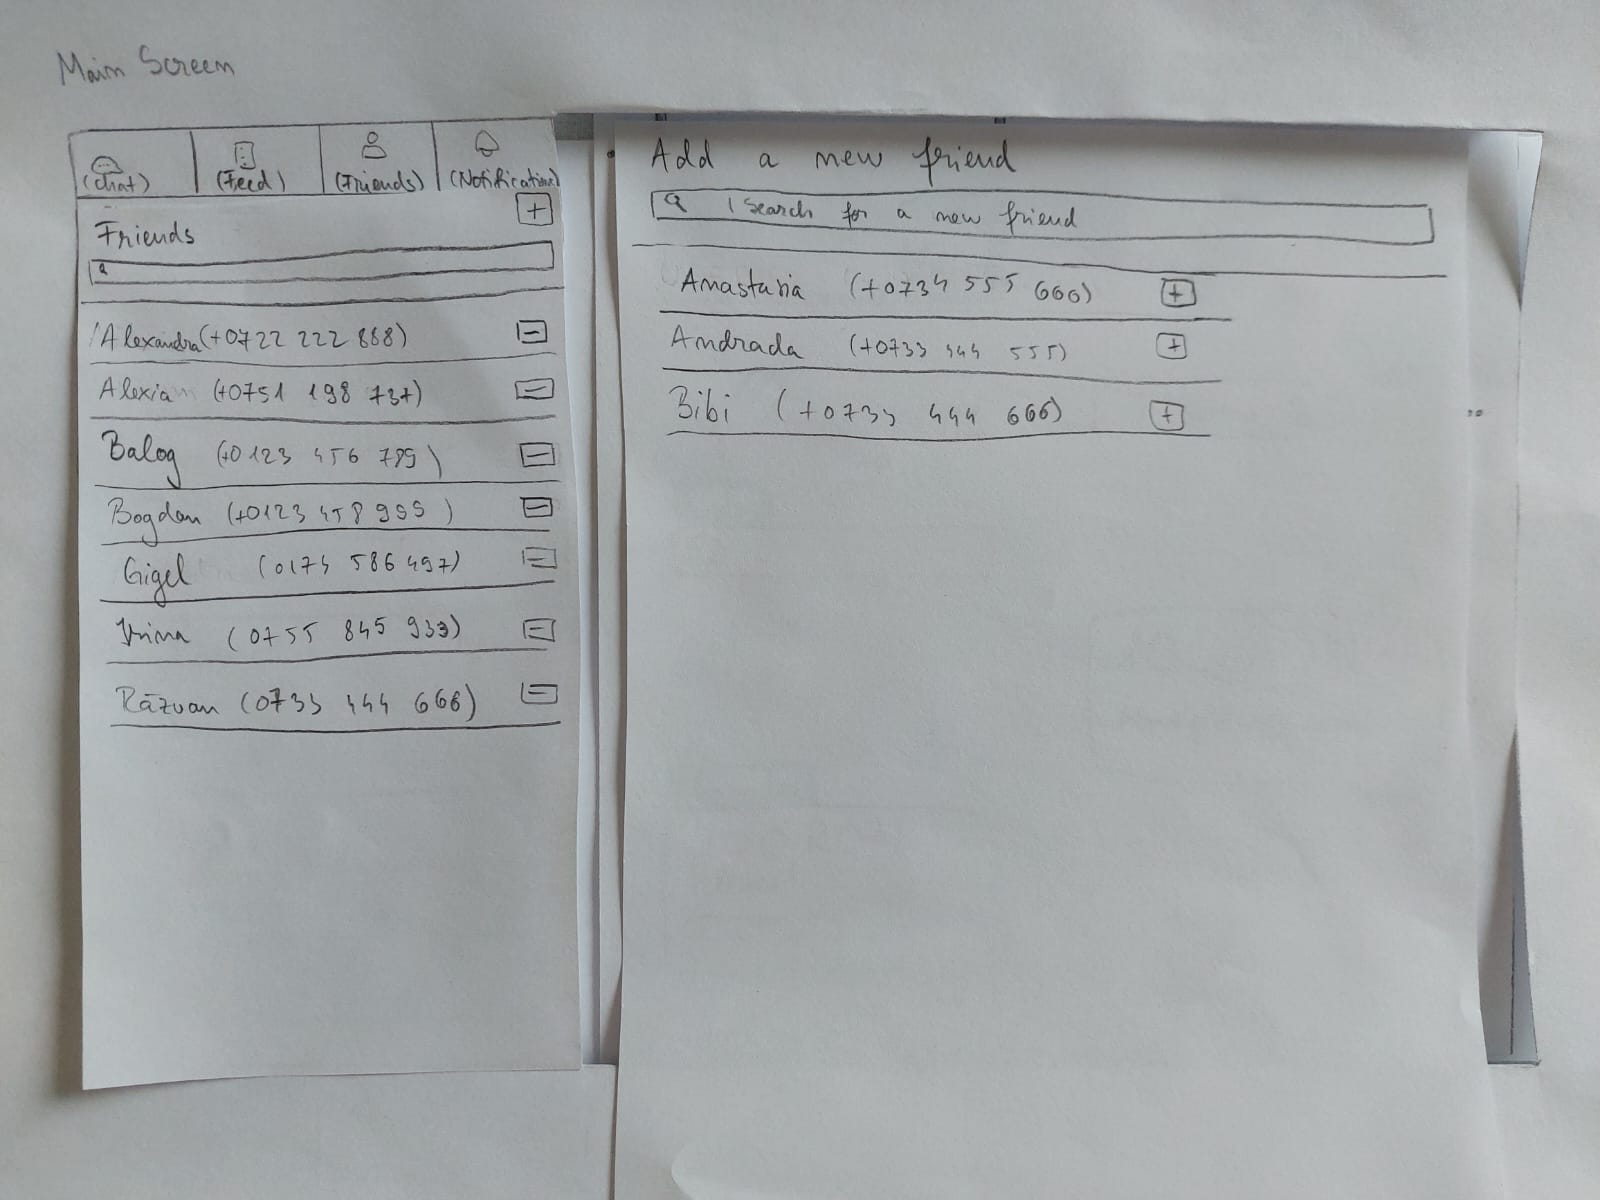 Main Screen
(Chat) (Feed) (Friends) (Notifications)
+
Friends
Alexandra (+0722 222 888) -
Alexia (+0751 198 737) -
Balog (+0123 456 789) -
Bogdan (+0123 458 999) -
Gigel (0174 586 497) -
Irina (0755 845 933) -
Răzvan (0733 444 666) -
Add a new friend
Search for a new friend
Anastasia (+0734 555 666) +
Andrada (+0733 444 555) +
Bibi (+0733 444 666) +